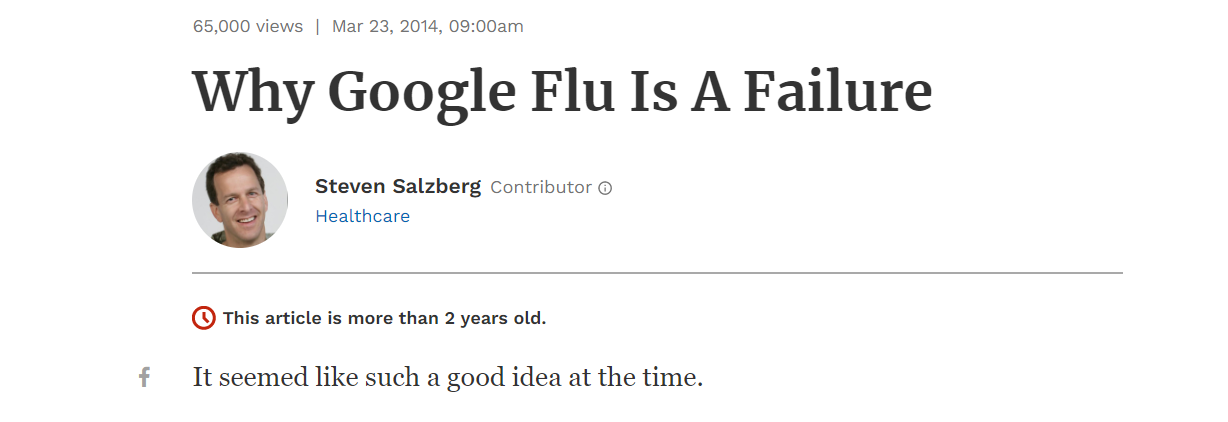 65,000 views | Mar 23, 2014, 09:00am
Why Google Flu Is A Failure
Steven Salzberg Contributor
Healthcare
This article is more than 2 years old.
It seemed like such a good idea at the time.